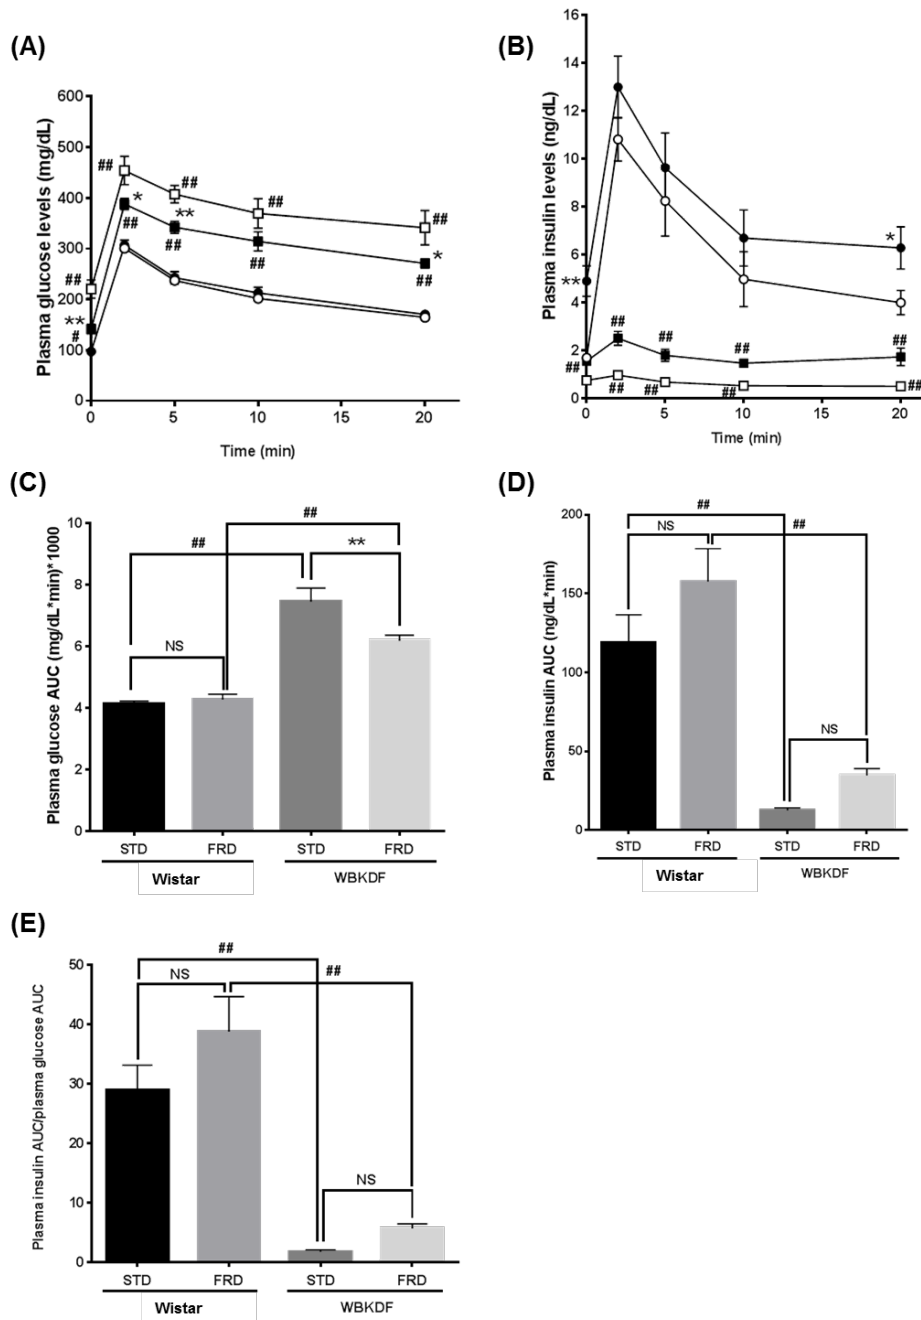 (A)
Plasma glucose levels (mg/dL)
600
500
400
300
200
100
0
##
##
##
##
*
**
##
##
##
##
*
##
##
**
#
0
5
10
15
20
Time (min)
(B)
Plasma insulin levels (ng/dL)
16
14
12
10
8
6
4
2
0
**
*
##
##
##
##
##
##
##
##
##
0
5
10
15
20
Time (min)
(C)
Plasma glucose AUC (mg/dL*min)*1000
10
8
6
4
2
0
##
##
**
NS
STD
FRD
STD
FRD
Wistar
WBKDF
(D)
Plasma insulin AUC (ng/dL*min)
200
150
100
50
0
##
NS
##
NS
STD
FRD
STD
FRD
Wistar
WBKDF
(E)
Plasma insulin AUC/plasma glucose AUC
50
40
30
20
10
0
##
NS
##
NS
STD
FRD
STD
FRD
Wistar
WBKDF